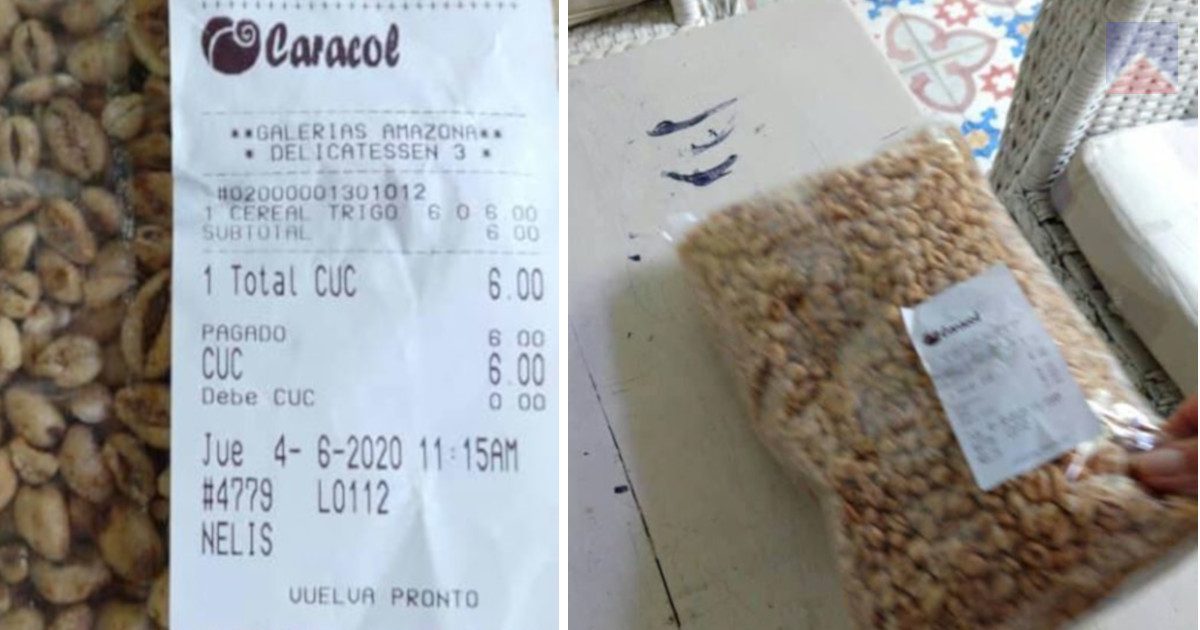 Caracol
**GALERIAS AMAZONA**
* DELICATESSEN 3 *
#02000001301012
1 CEREAL TRIGO 6 0 6.00
SUBTOTAL 6 00
1 Total CUC 6.00
PAGADO 6 00
CUC 6.00
Debe CUC 0 00
Jue 4- 6-2020 11:15AM
#4779 L0112
NELIS
VUELVA PRONTO
Caracol